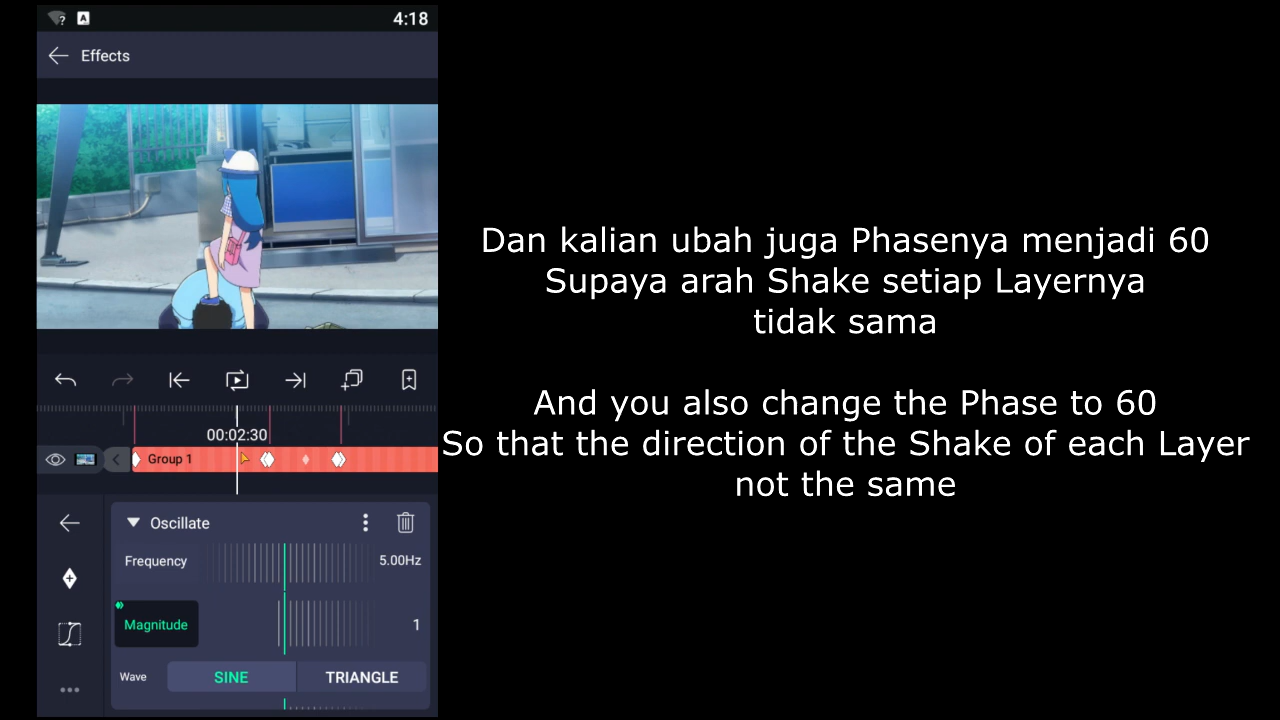 4:18
Effects
Dan kalian ubah juga Phasenya menjadi 60
Supaya arah Shake setiap Layernya
tidak sama
And you also change the Phase to 60
So that the direction of the Shake of each Layer
not the same
00:02:30
Group 1
Oscillate
Frequency 5.00Hz
Magnitude 1
Wave SINE TRIANGLE